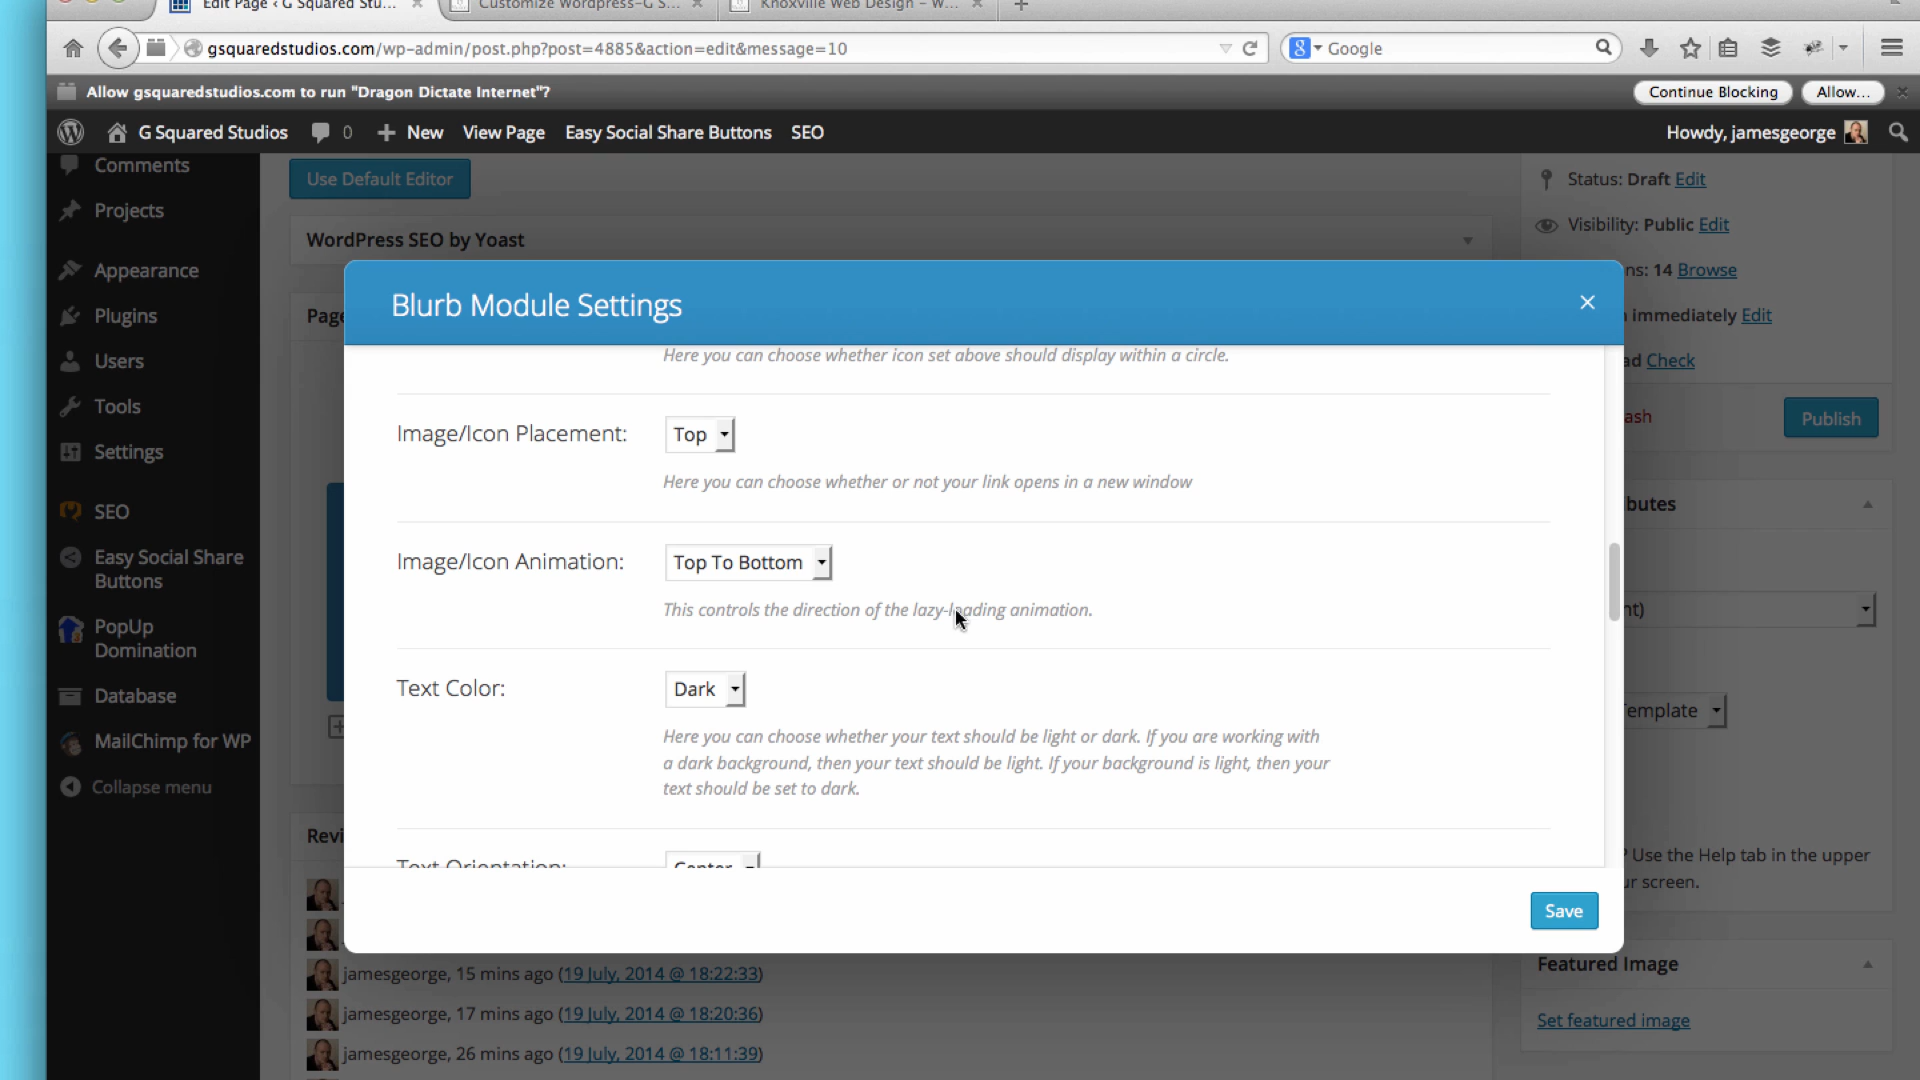 Edit Page ‹ G Squared Stu...
Customize Wordpress–G S...
Knoxville Web Design – W...
gsquaredstudios.com/wp-admin/post.php?post=4885&action=edit&message=10
Google
Allow gsquaredstudios.com to run "Dragon Dictate Internet"?
Continue Blocking
Allow...
G Squared Studios
0
New
View Page
Easy Social Share Buttons
SEO
Howdy, jamesgeorge
Comments
Projects
Appearance
Plugins
Users
Tools
Settings
SEO
Easy Social Share
Buttons
PopUp
Domination
Database
MailChimp for WP
Collapse menu
Use Default Editor
WordPress SEO by Yoast
Page
Blurb Module Settings
Here you can choose whether icon set above should display within a circle.
Image/Icon Placement:
Top
Here you can choose whether or not your link opens in a new window
Image/Icon Animation:
Top To Bottom
This controls the direction of the lazy-loading animation.
Text Color:
Dark
Here you can choose whether your text should be light or dark. If you are working with
a dark background, then your text should be light. If your background is light, then your
text should be set to dark.
Text Orientation:
Center
Save
Revi
jamesgeorge, 15 mins ago (19 July, 2014 @ 18:22:33)
jamesgeorge, 17 mins ago (19 July, 2014 @ 18:20:36)
jamesgeorge, 26 mins ago (19 July, 2014 @ 18:11:39)
Status: Draft Edit
Visibility: Public Edit
ns: 14 Browse
immediately Edit
ad Check
ash
Publish
butes
nt)
Template
? Use the Help tab in the upper
ur screen.
Featured Image
Set featured image